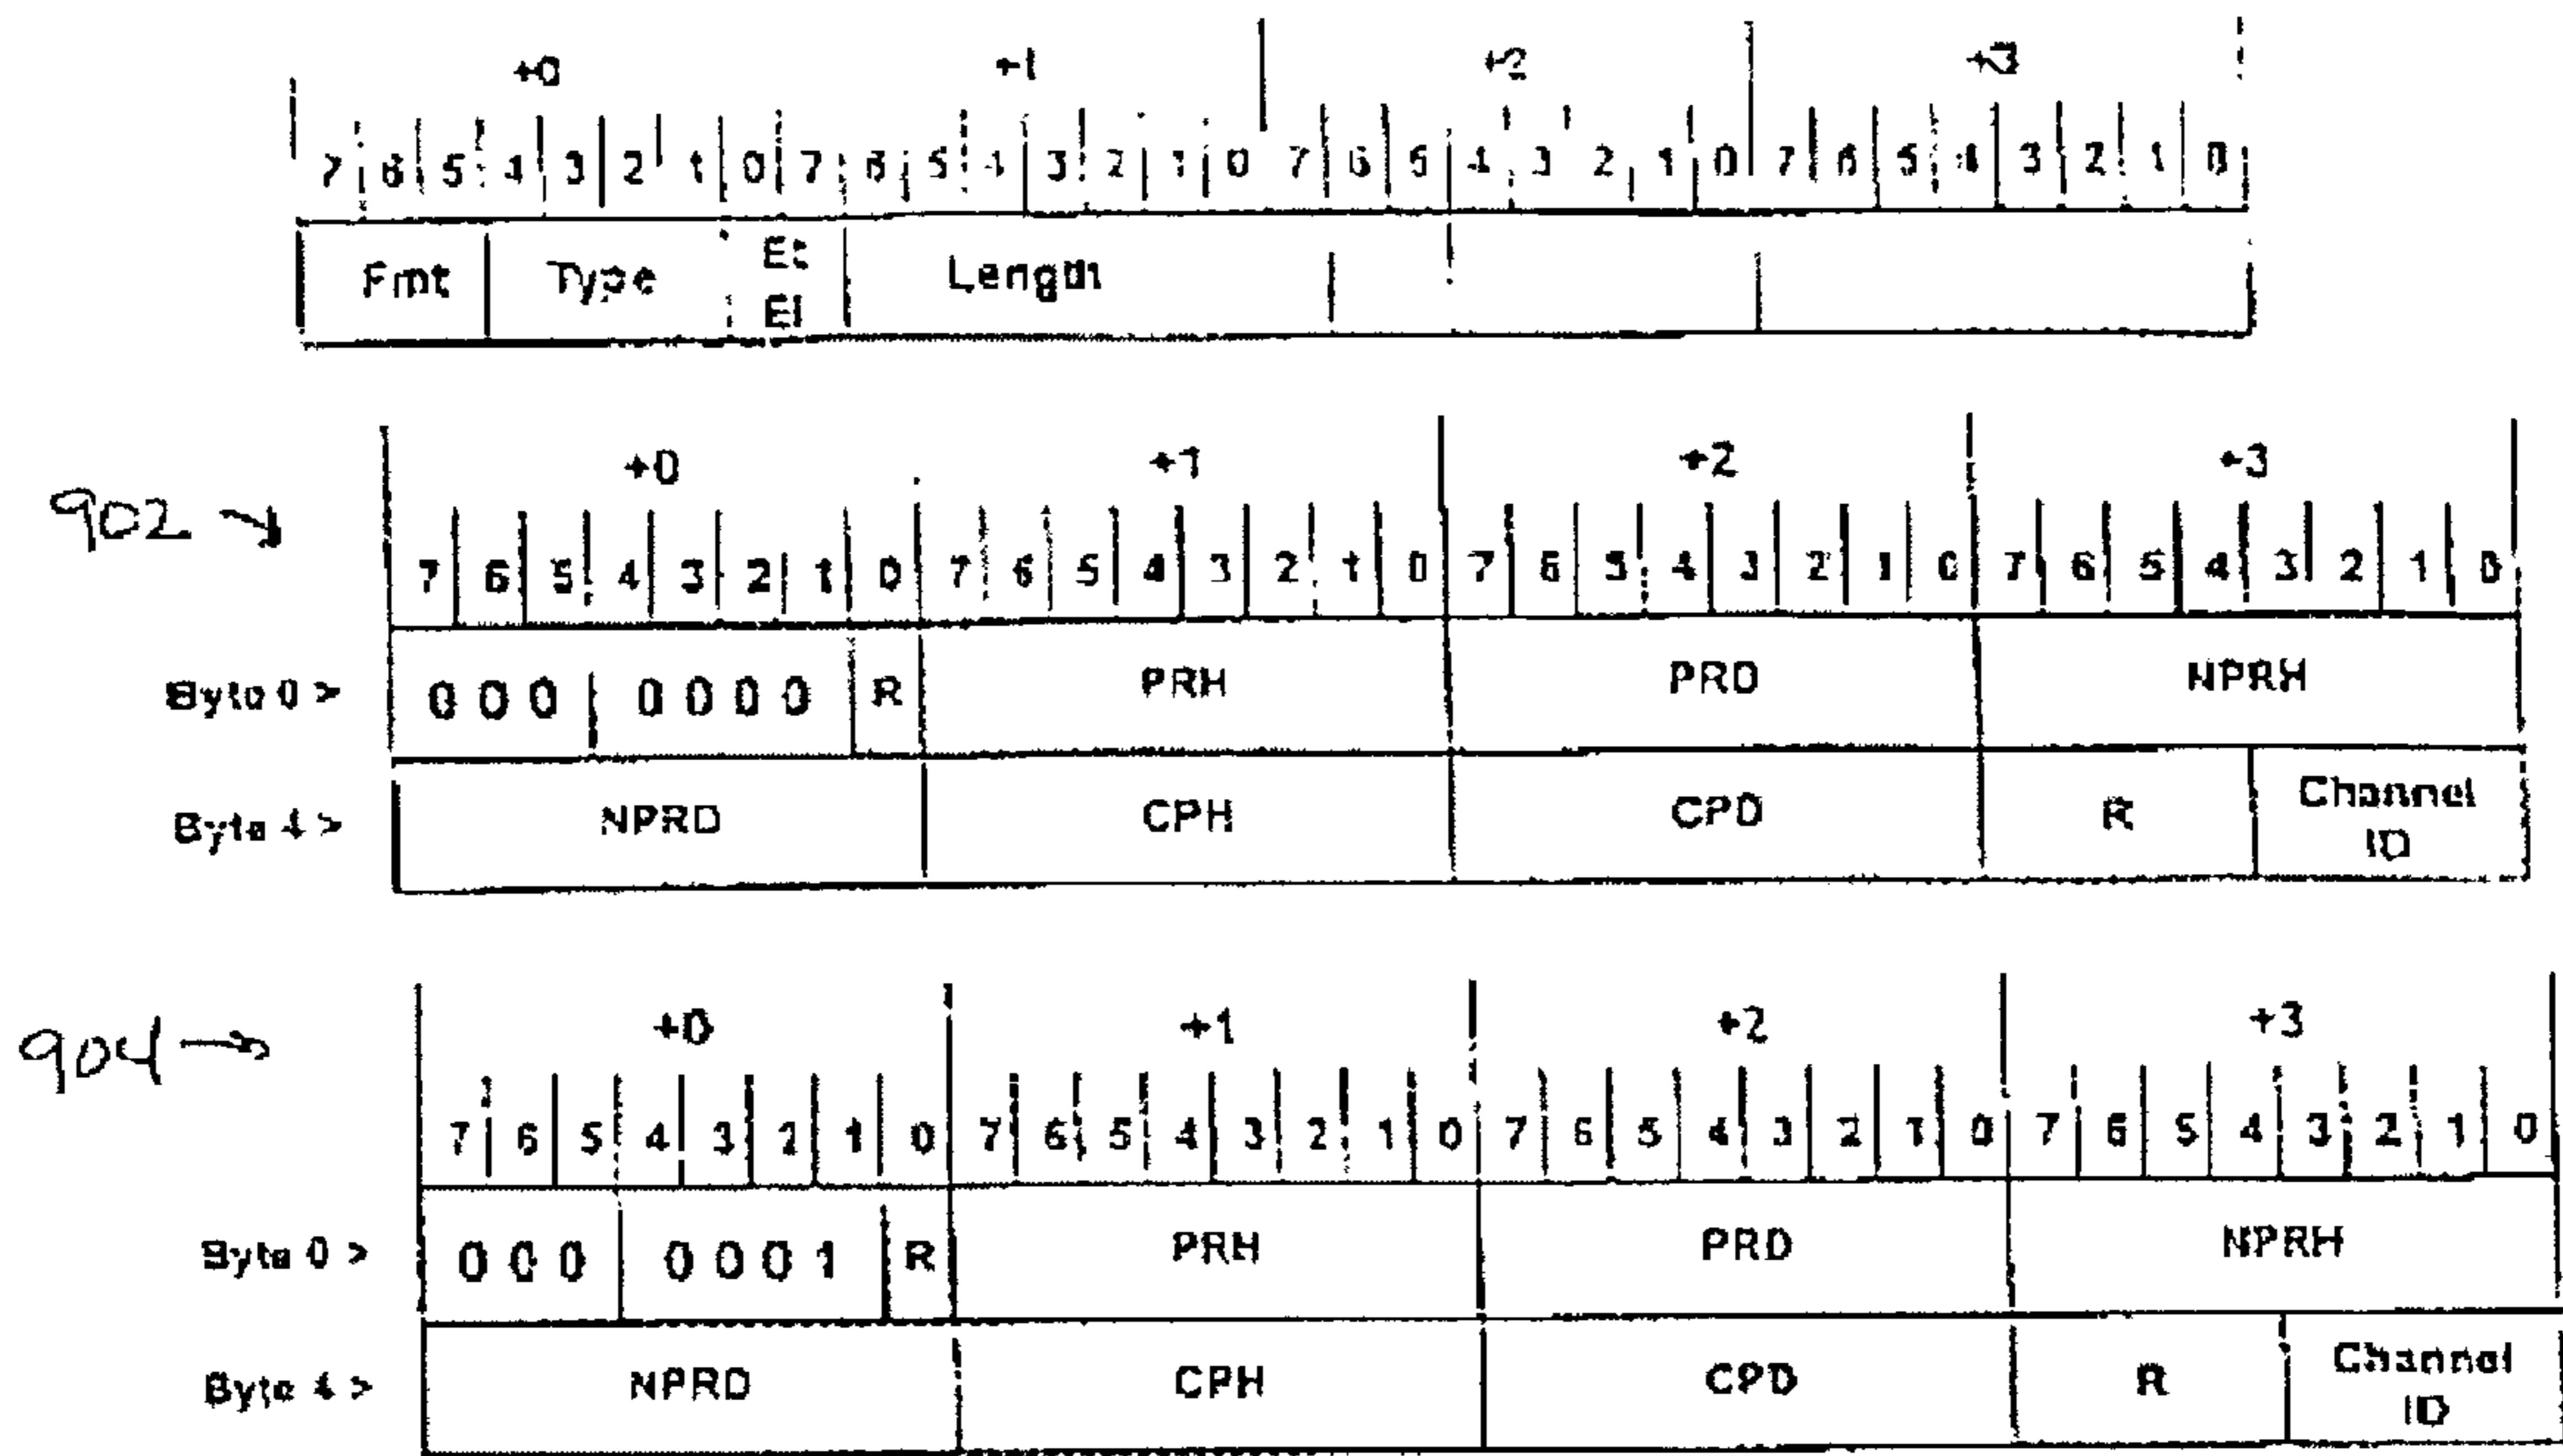 +0 +1 +2 +3
7 6 5 4 3 2 1 0 7 6 5 4 3 2 1 0 7 6 5 4 3 2 1 0 7 6 5 4 3 2 1 0
Fmt Type Et Length
El
902
+0 +1 +2 +3
7 6 5 4 3 2 1 0 7 6 5 4 3 2 1 0 7 6 5 4 3 2 1 0 7 6 5 4 3 2 1 0
Byte 0 > 0 0 0 0 0 0 0 R PRH PRD NPRH
Byte 4 > NPRD CPH CPD R Channel
ID
904
+0 +1 +2 +3
7 6 5 4 3 2 1 0 7 6 5 4 3 2 1 0 7 6 5 4 3 2 1 0 7 6 5 4 3 2 1 0
Byte 0 > 0 0 0 0 0 0 1 R PRH PRD NPRH
Byte 4 > NPRD CPH CPD R Channel
ID